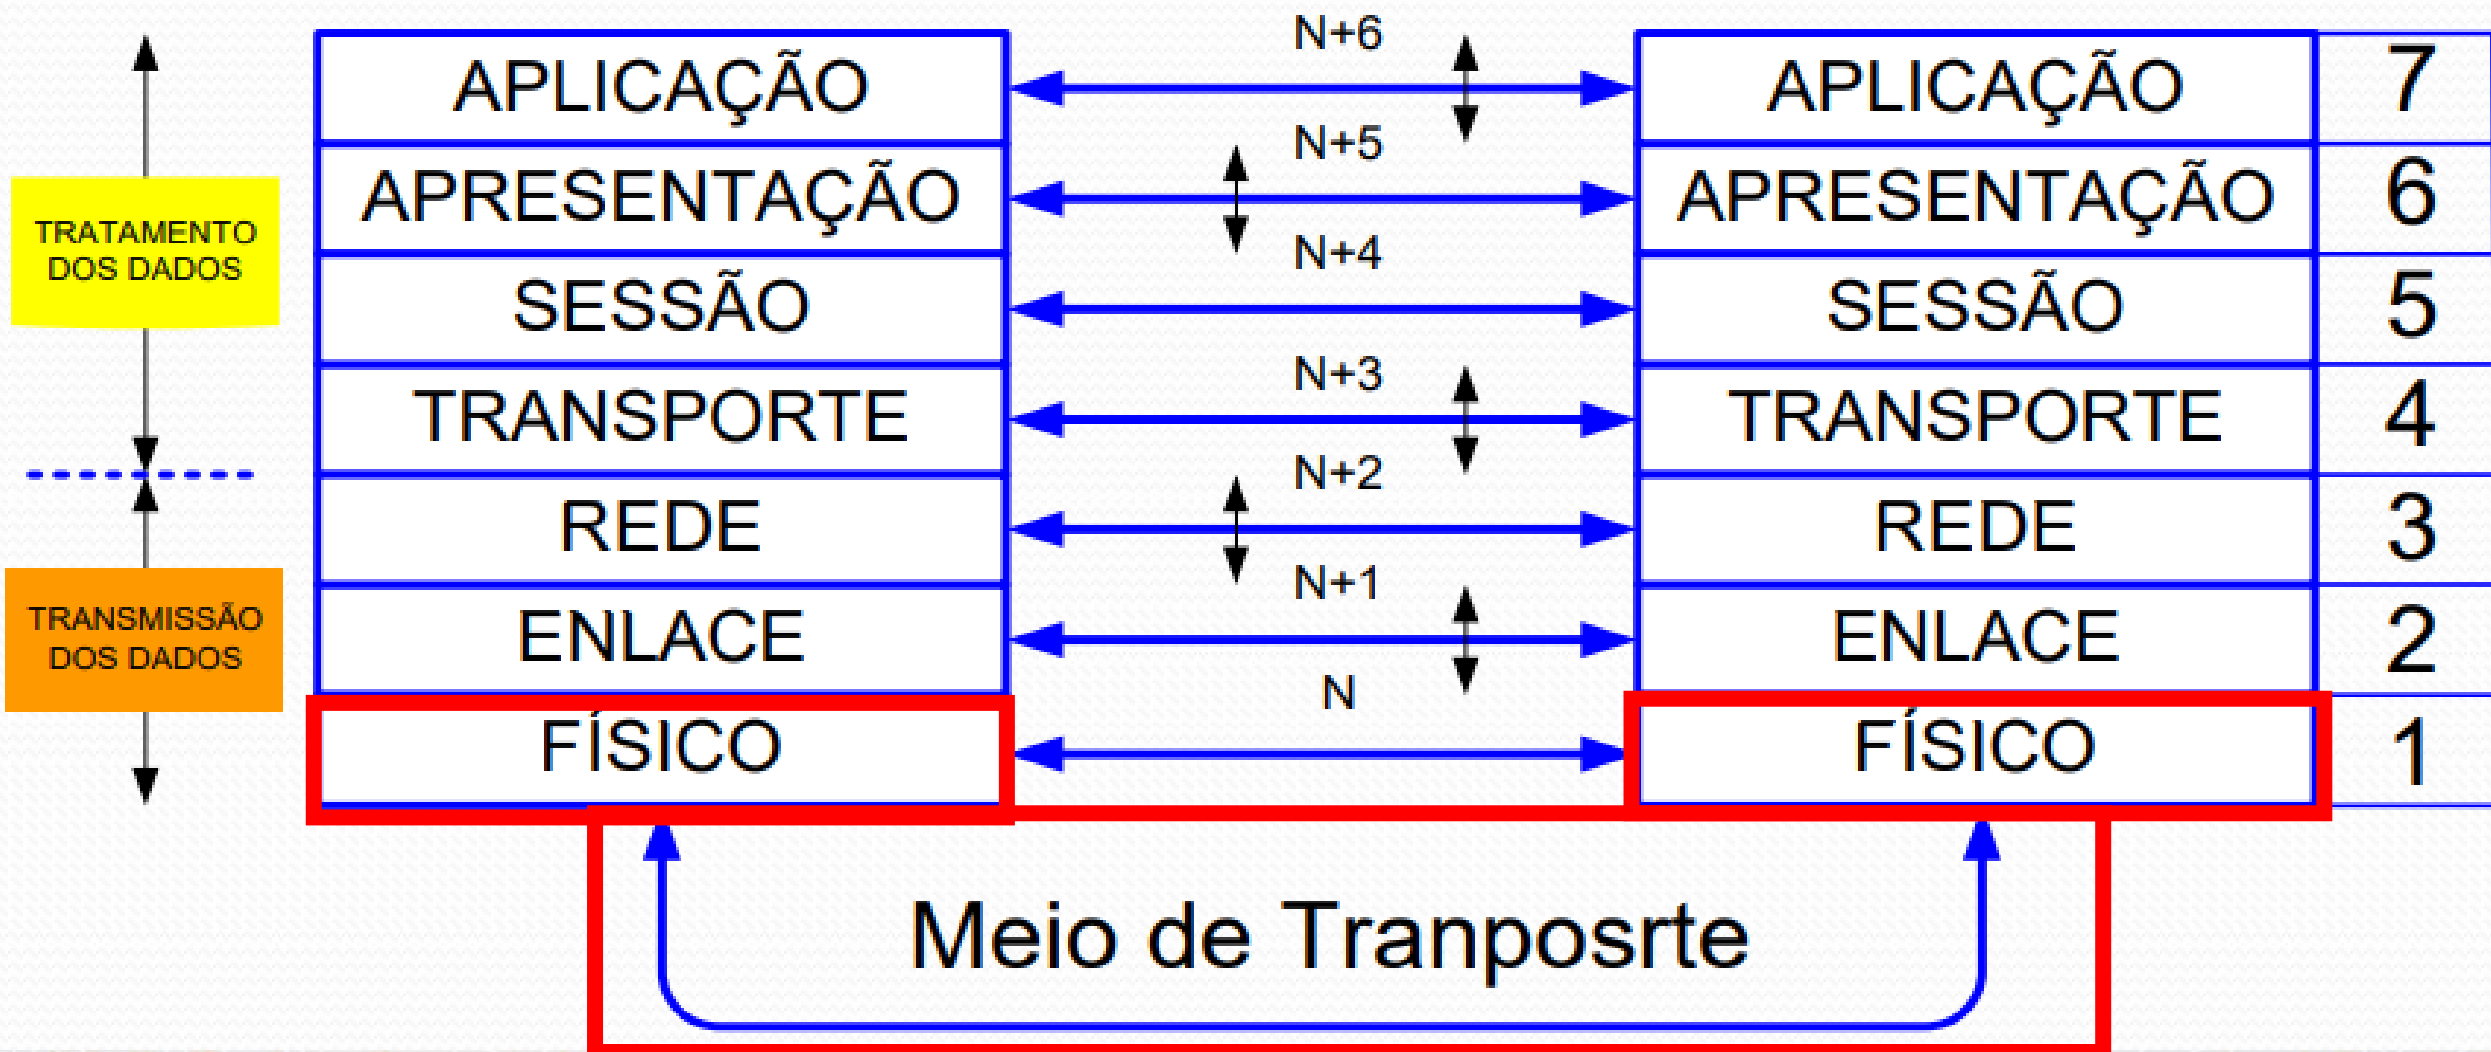 N+6
APLICAÇÃO
APLICAÇÃO
7
N+5
APRESENTAÇÃO
APRESENTAÇÃO
6
TRATAMENTO
DOS DADOS
N+4
SESSÃO
SESSÃO
5
N+3
TRANSPORTE
TRANSPORTE
4
N+2
REDE
REDE
3
N+1
TRANSMISSÃO
DOS DADOS
ENLACE
ENLACE
2
N
FÍSICO
FÍSICO
1
Meio de Tranposrte